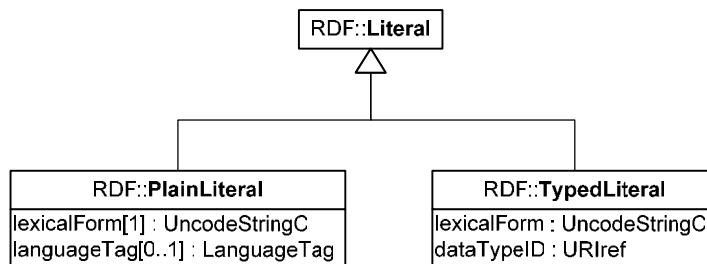 RDF::Literal
RDF::PlainLiteral
lexicalForm[1] : UncodeStringC
languageTag[0..1] : LanguageTag
RDF::TypedLiteral
lexicalForm : UncodeStringC
dataTypeID : URIref